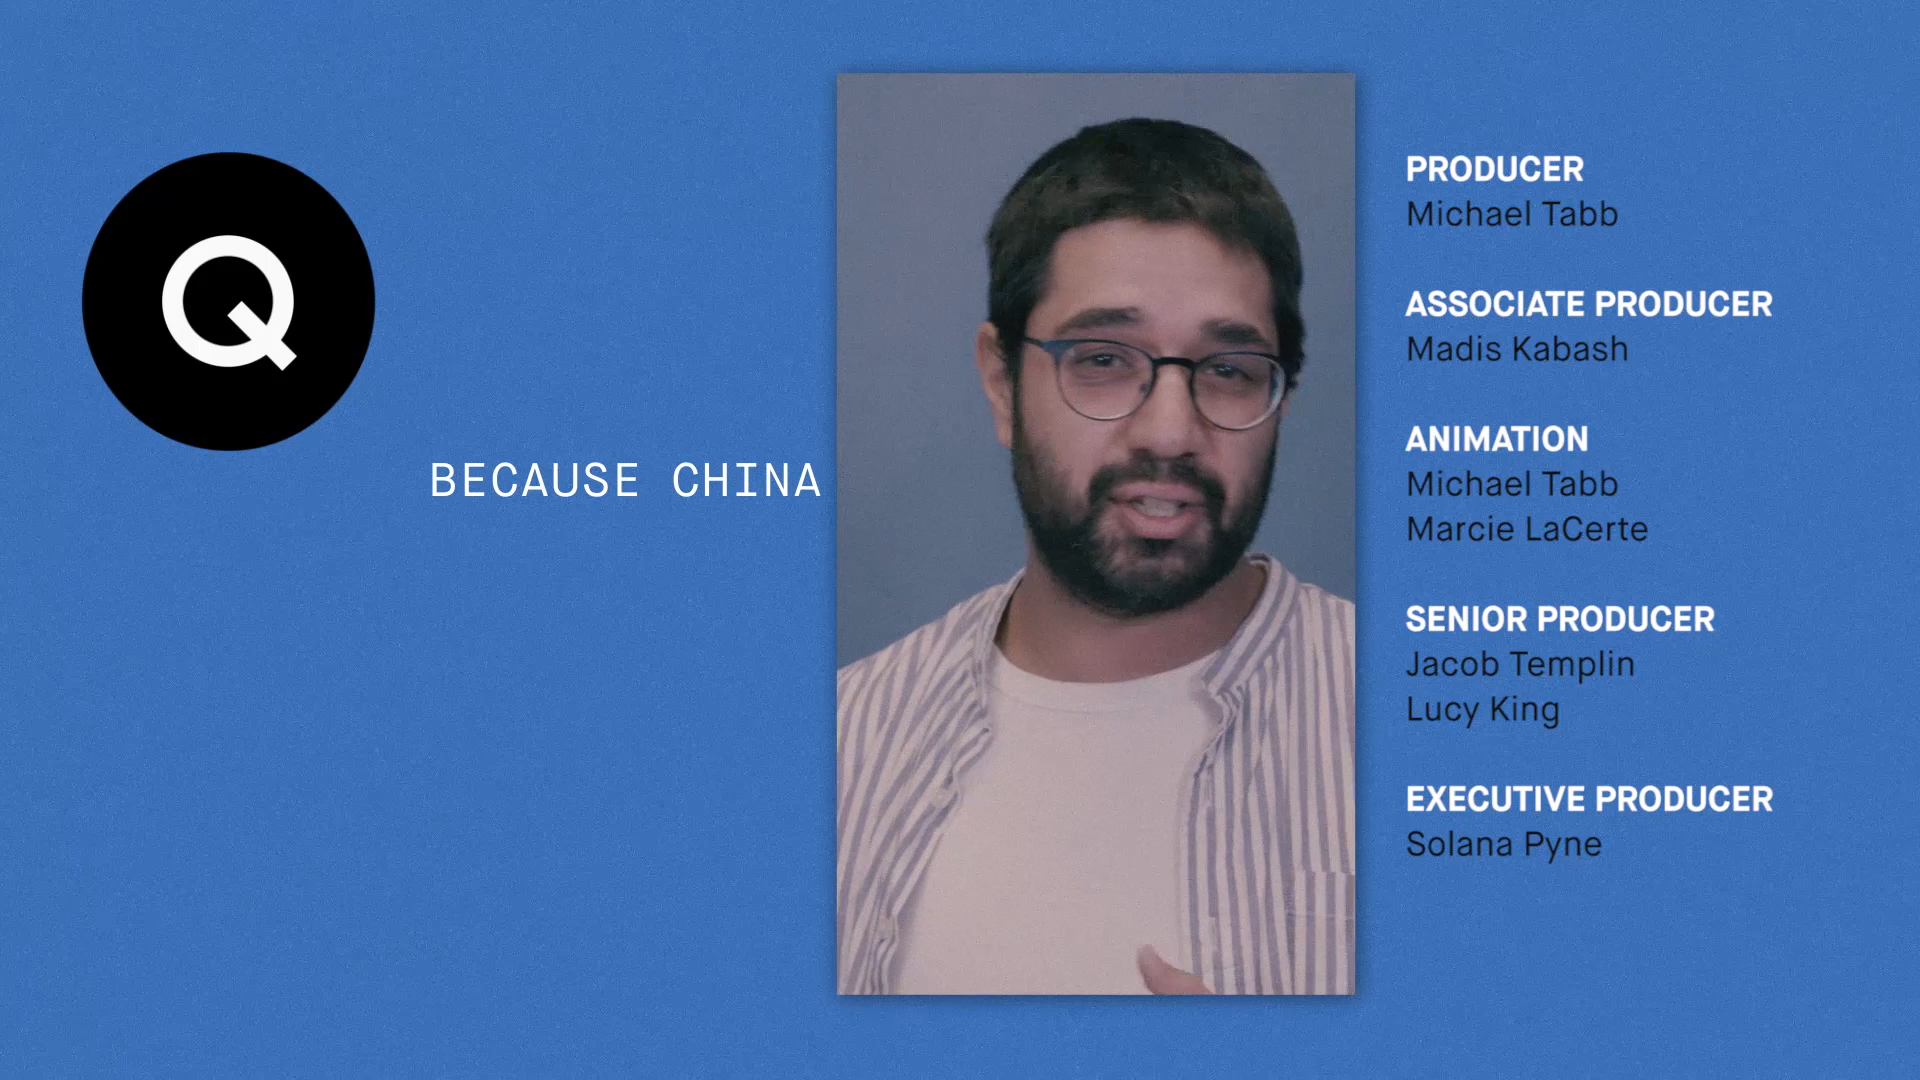 Q
BECAUSE CHINA
PRODUCER
Michael Tabb
ASSOCIATE PRODUCER
Madis Kabash
ANIMATION
Michael Tabb
Marcie LaCerte
SENIOR PRODUCER
Jacob Templin
Lucy King
EXECUTIVE PRODUCER
Solana Pyne